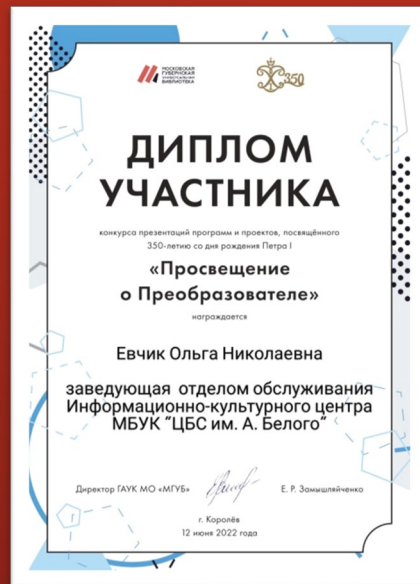 МОСКОВСКАЯ
ГУБЕРНСКАЯ
УНИВЕРСАЛЬНАЯ
БИБЛИОТЕКА
350
ДИПЛОМ
УЧАСТНИКА
конкурса презентаций программ и проектов, посвящённого
350-летию со дня рождения Петра I
«Просвещение
о Преобразователе»
награждается
Евчик Ольга Николаевна
заведующая отделом обслуживания
Информационно-культурного центра
МБУК "ЦБС им. А. Белого"
Директор ГАУК МО «МГУБ»
Е. Р. Замышляйченко
г. Королёв
12 июня 2022 года